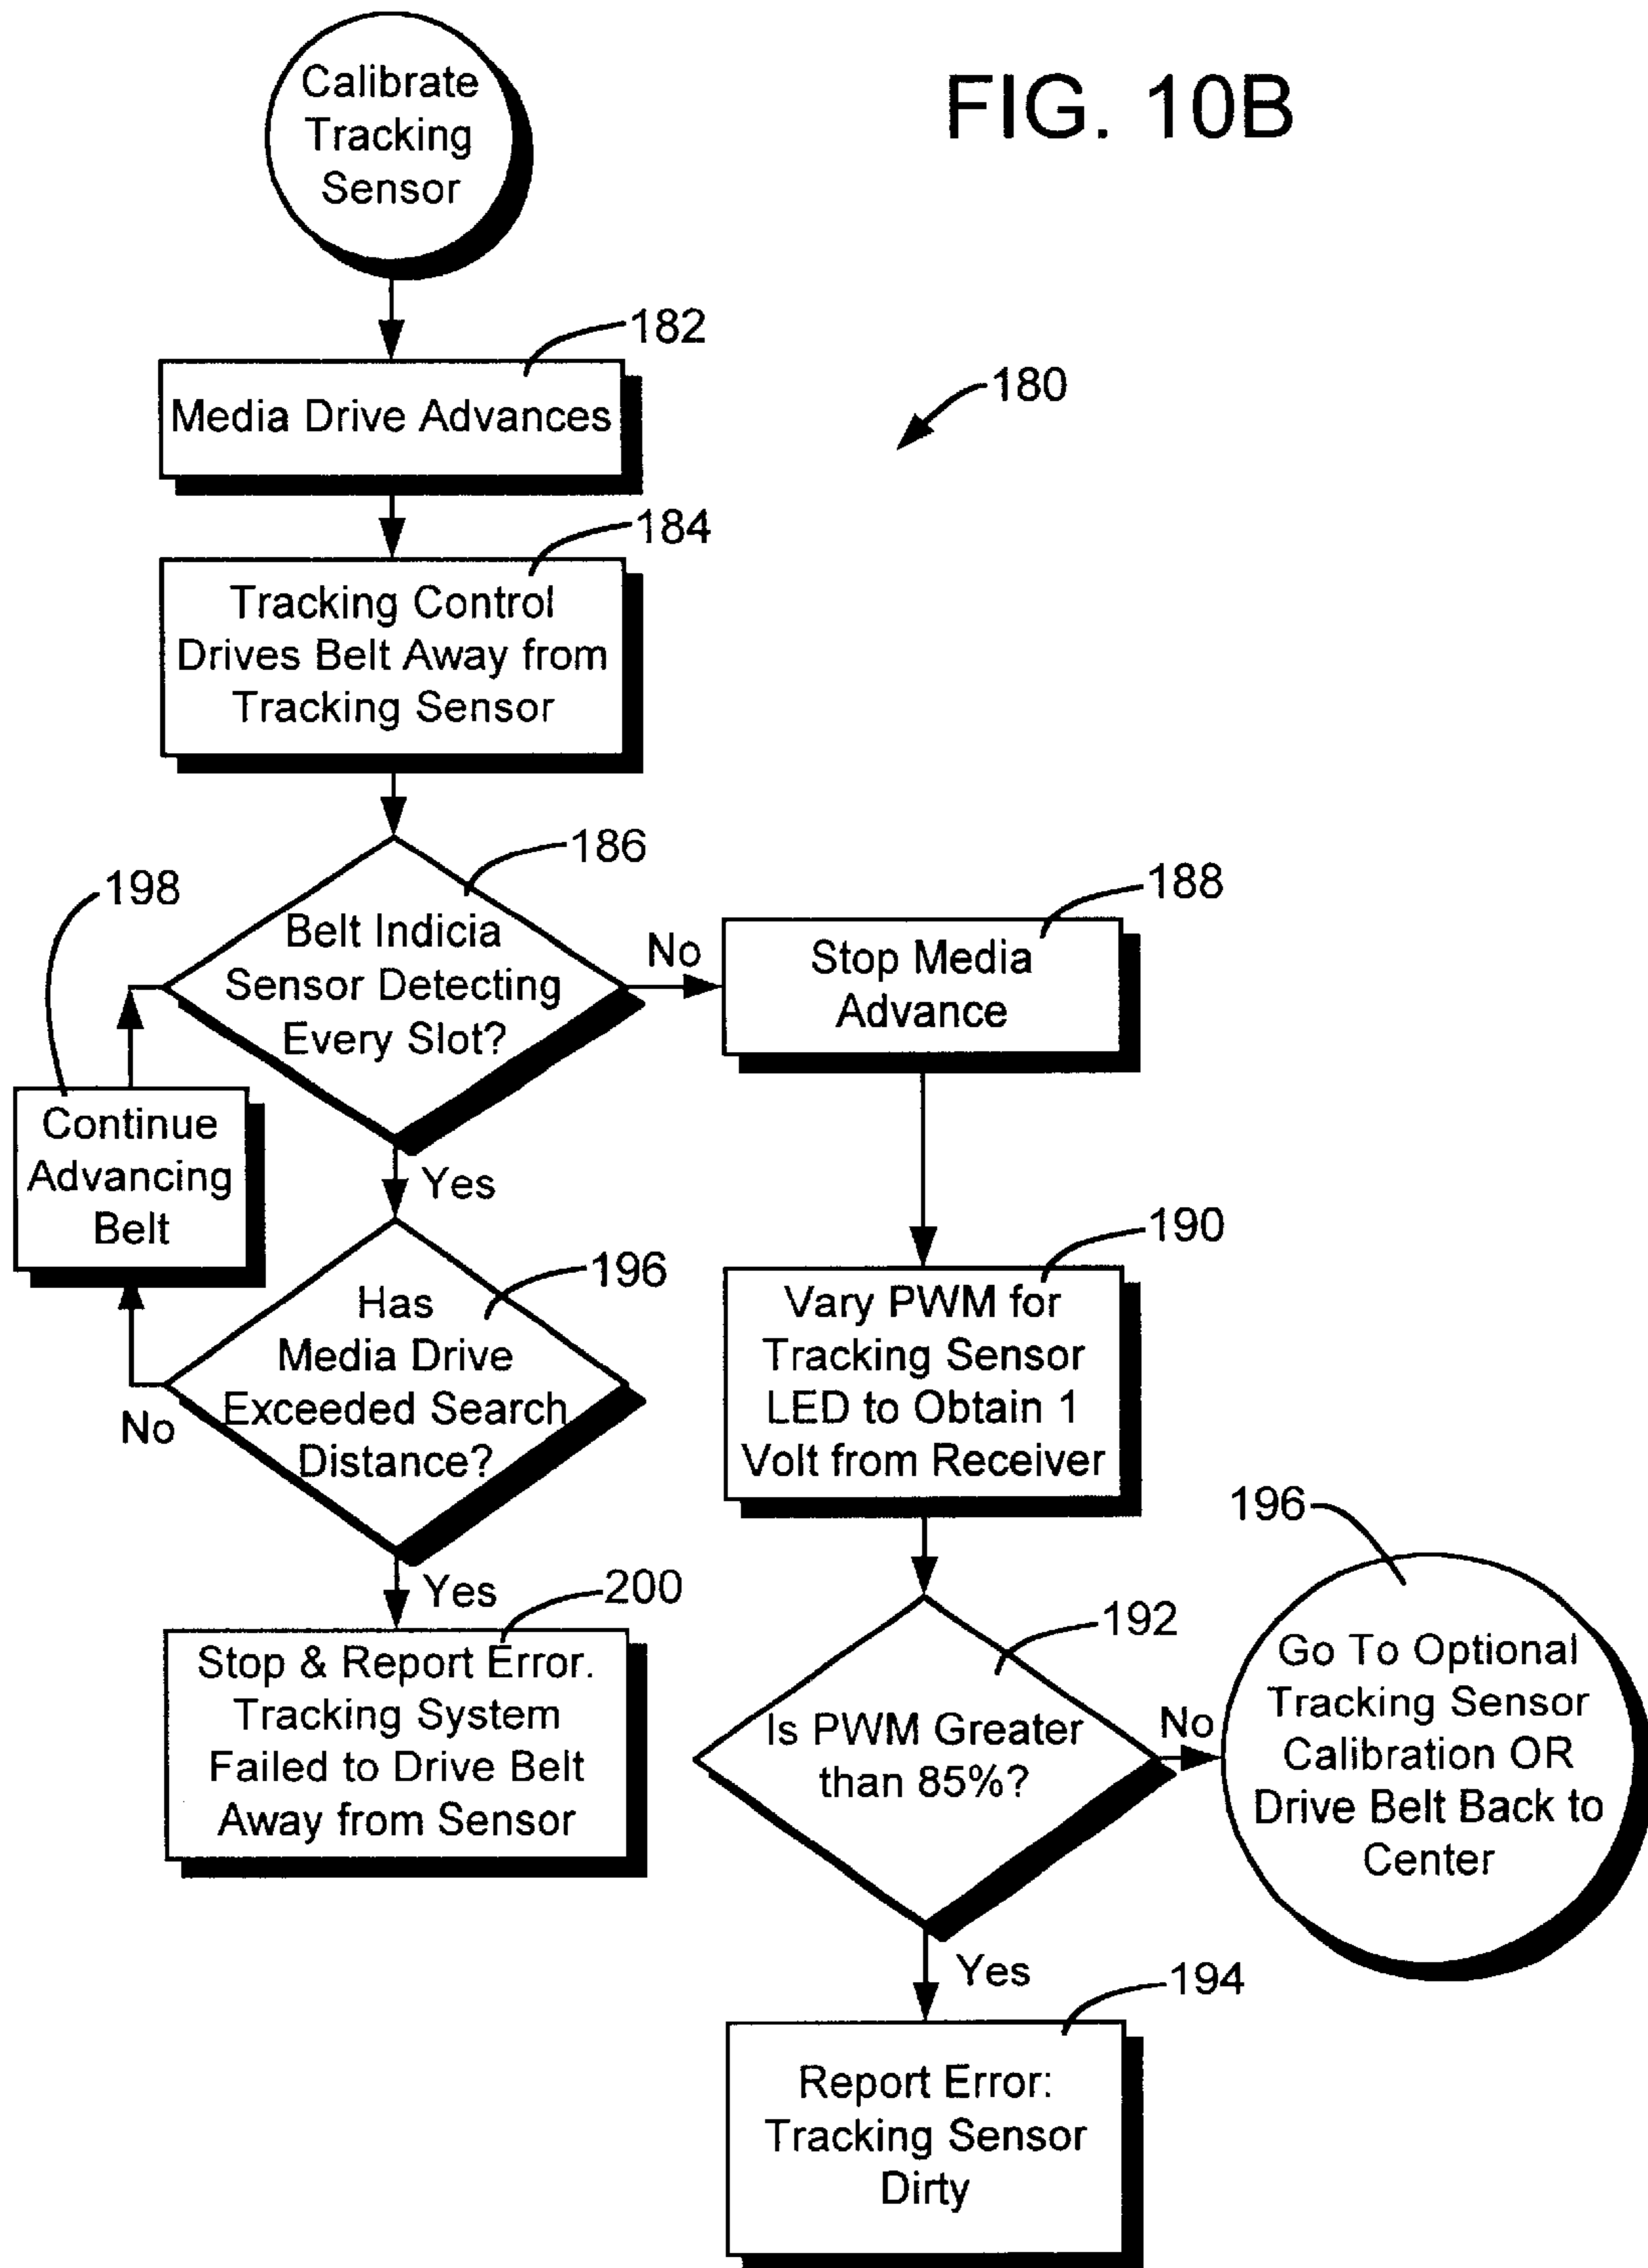 FIG. 10B
Calibrate
Tracking
Sensor
182
Media Drive Advances
180
184
Tracking Control
Drives Belt Away from
Tracking Sensor
186
Belt Indicia
Sensor Detecting
Every Slot?
No
188
Stop Media
Advance
198
Continue
Advancing
Belt
Yes
196
Has
Media Drive
Exceeded Search
Distance?
No
Yes
200
Stop & Report Error.
Tracking System
Failed to Drive Belt
Away from Sensor
190
Vary PWM for
Tracking Sensor
LED to Obtain 1
Volt from Receiver
192
Is PWM Greater
than 85%?
No
196
Go To Optional
Tracking Sensor
Calibration OR
Drive Belt Back to
Center
Yes
194
Report Error:
Tracking Sensor
Dirty